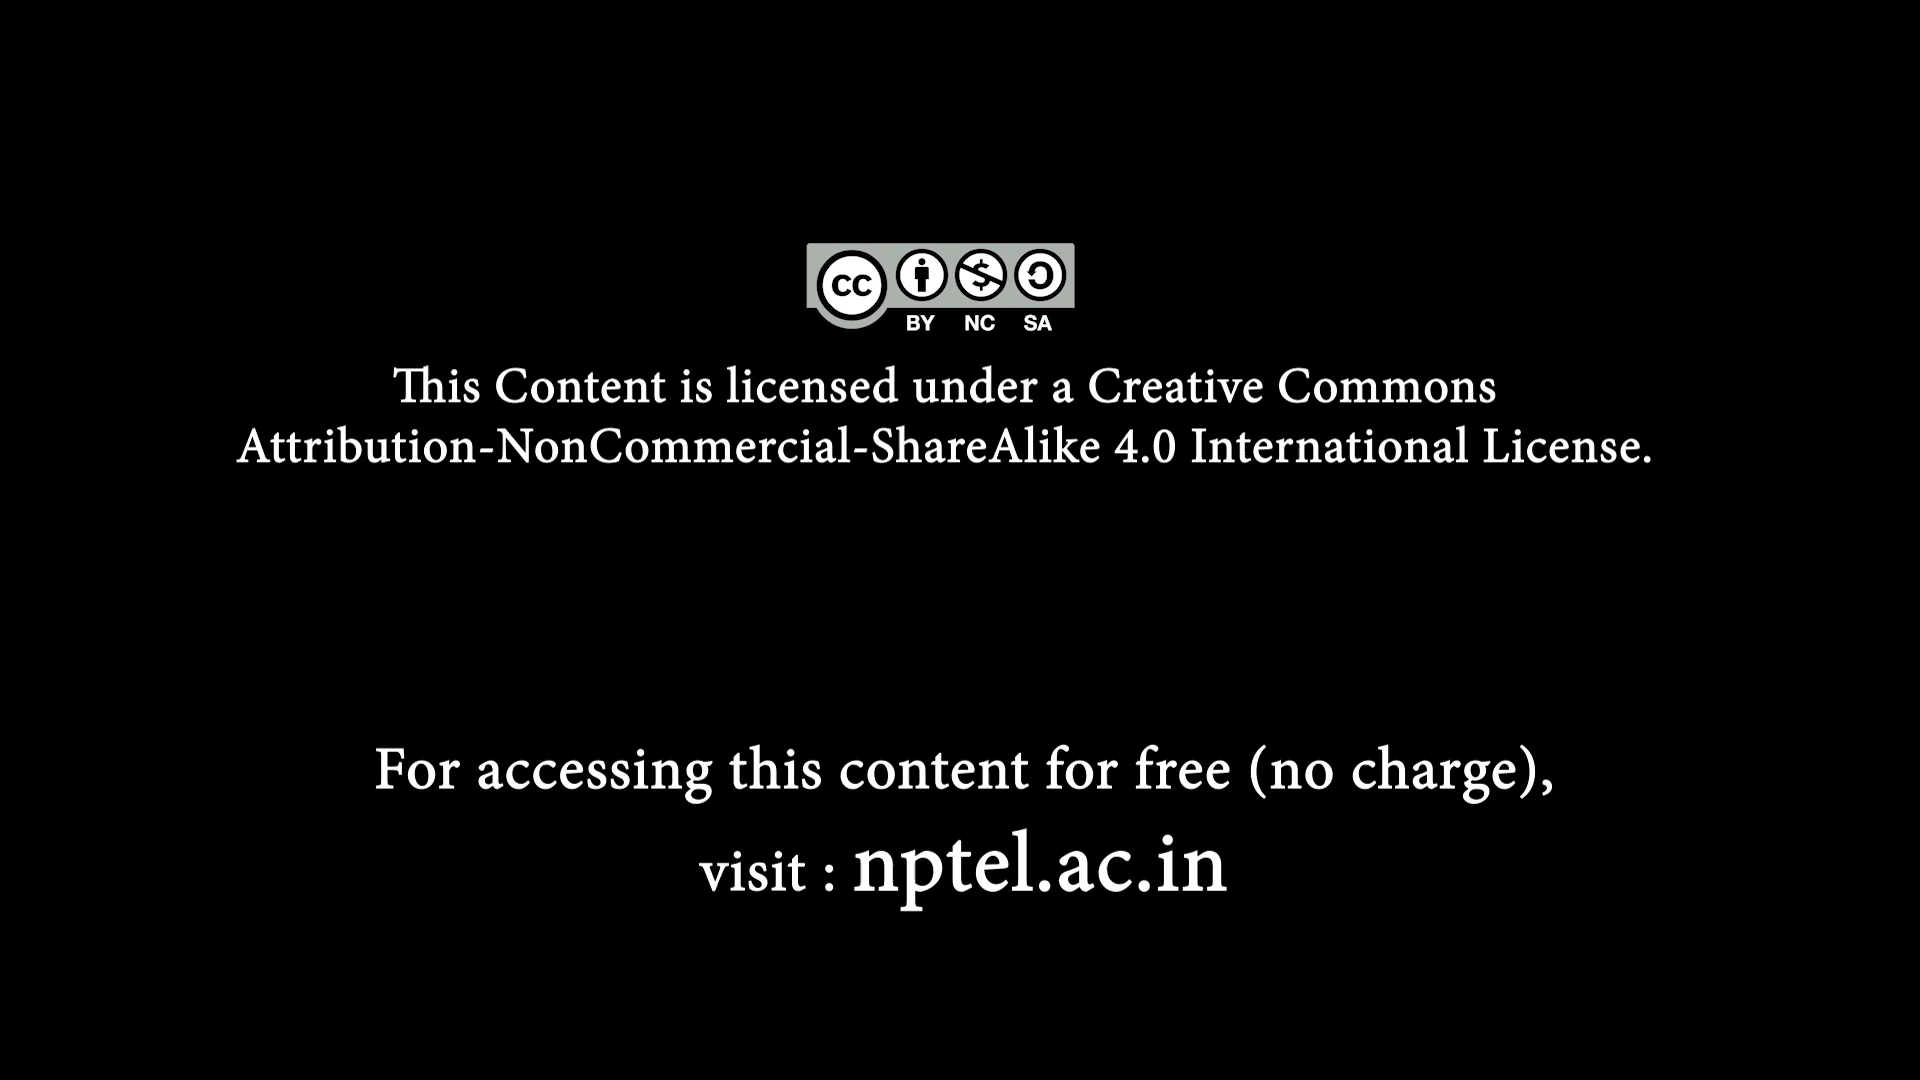 cc
BY NC SA
This Content is licensed under a Creative Commons
Attribution-NonCommercial-ShareAlike 4.0 International License.
For accessing this content for free (no charge),
visit : nptel.ac.in